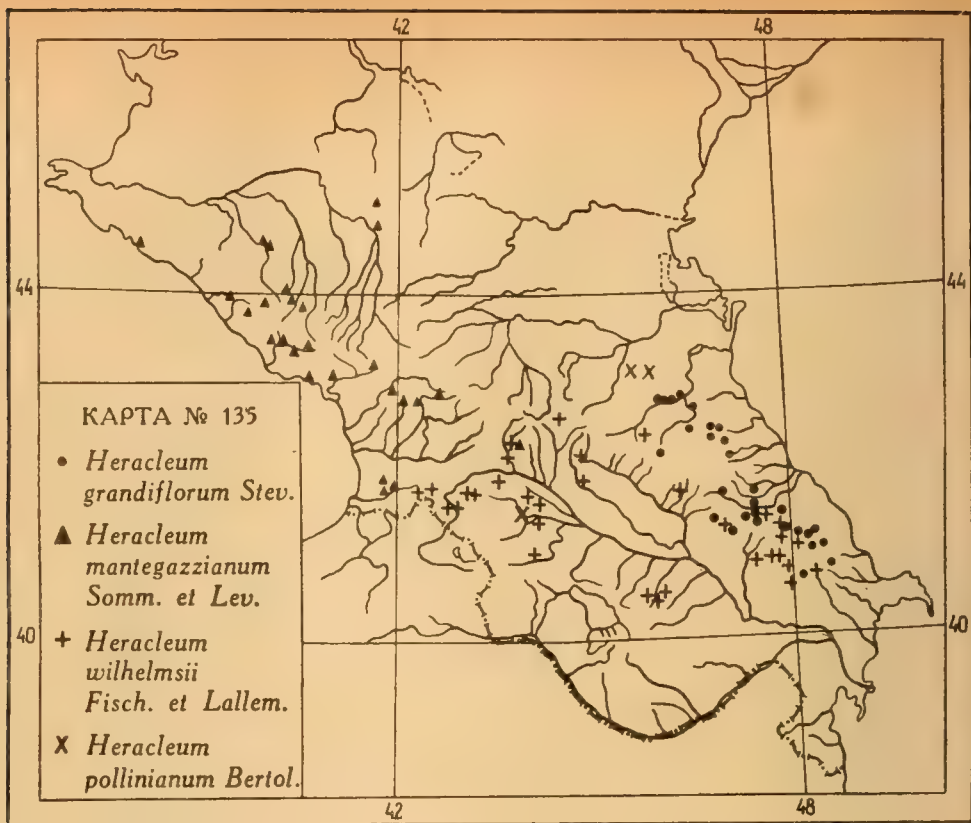 42 48
44 44
КАРТА № 135
• Heracleum
grandiflorum Stev.
▲ Heracleum
mantegazzianum
Somm. et Lev.
+ Heracleum
wilhelmsii
Fisch. et Lallem.
x Heracleum
pollinianum Bertol.
40 40
42 48